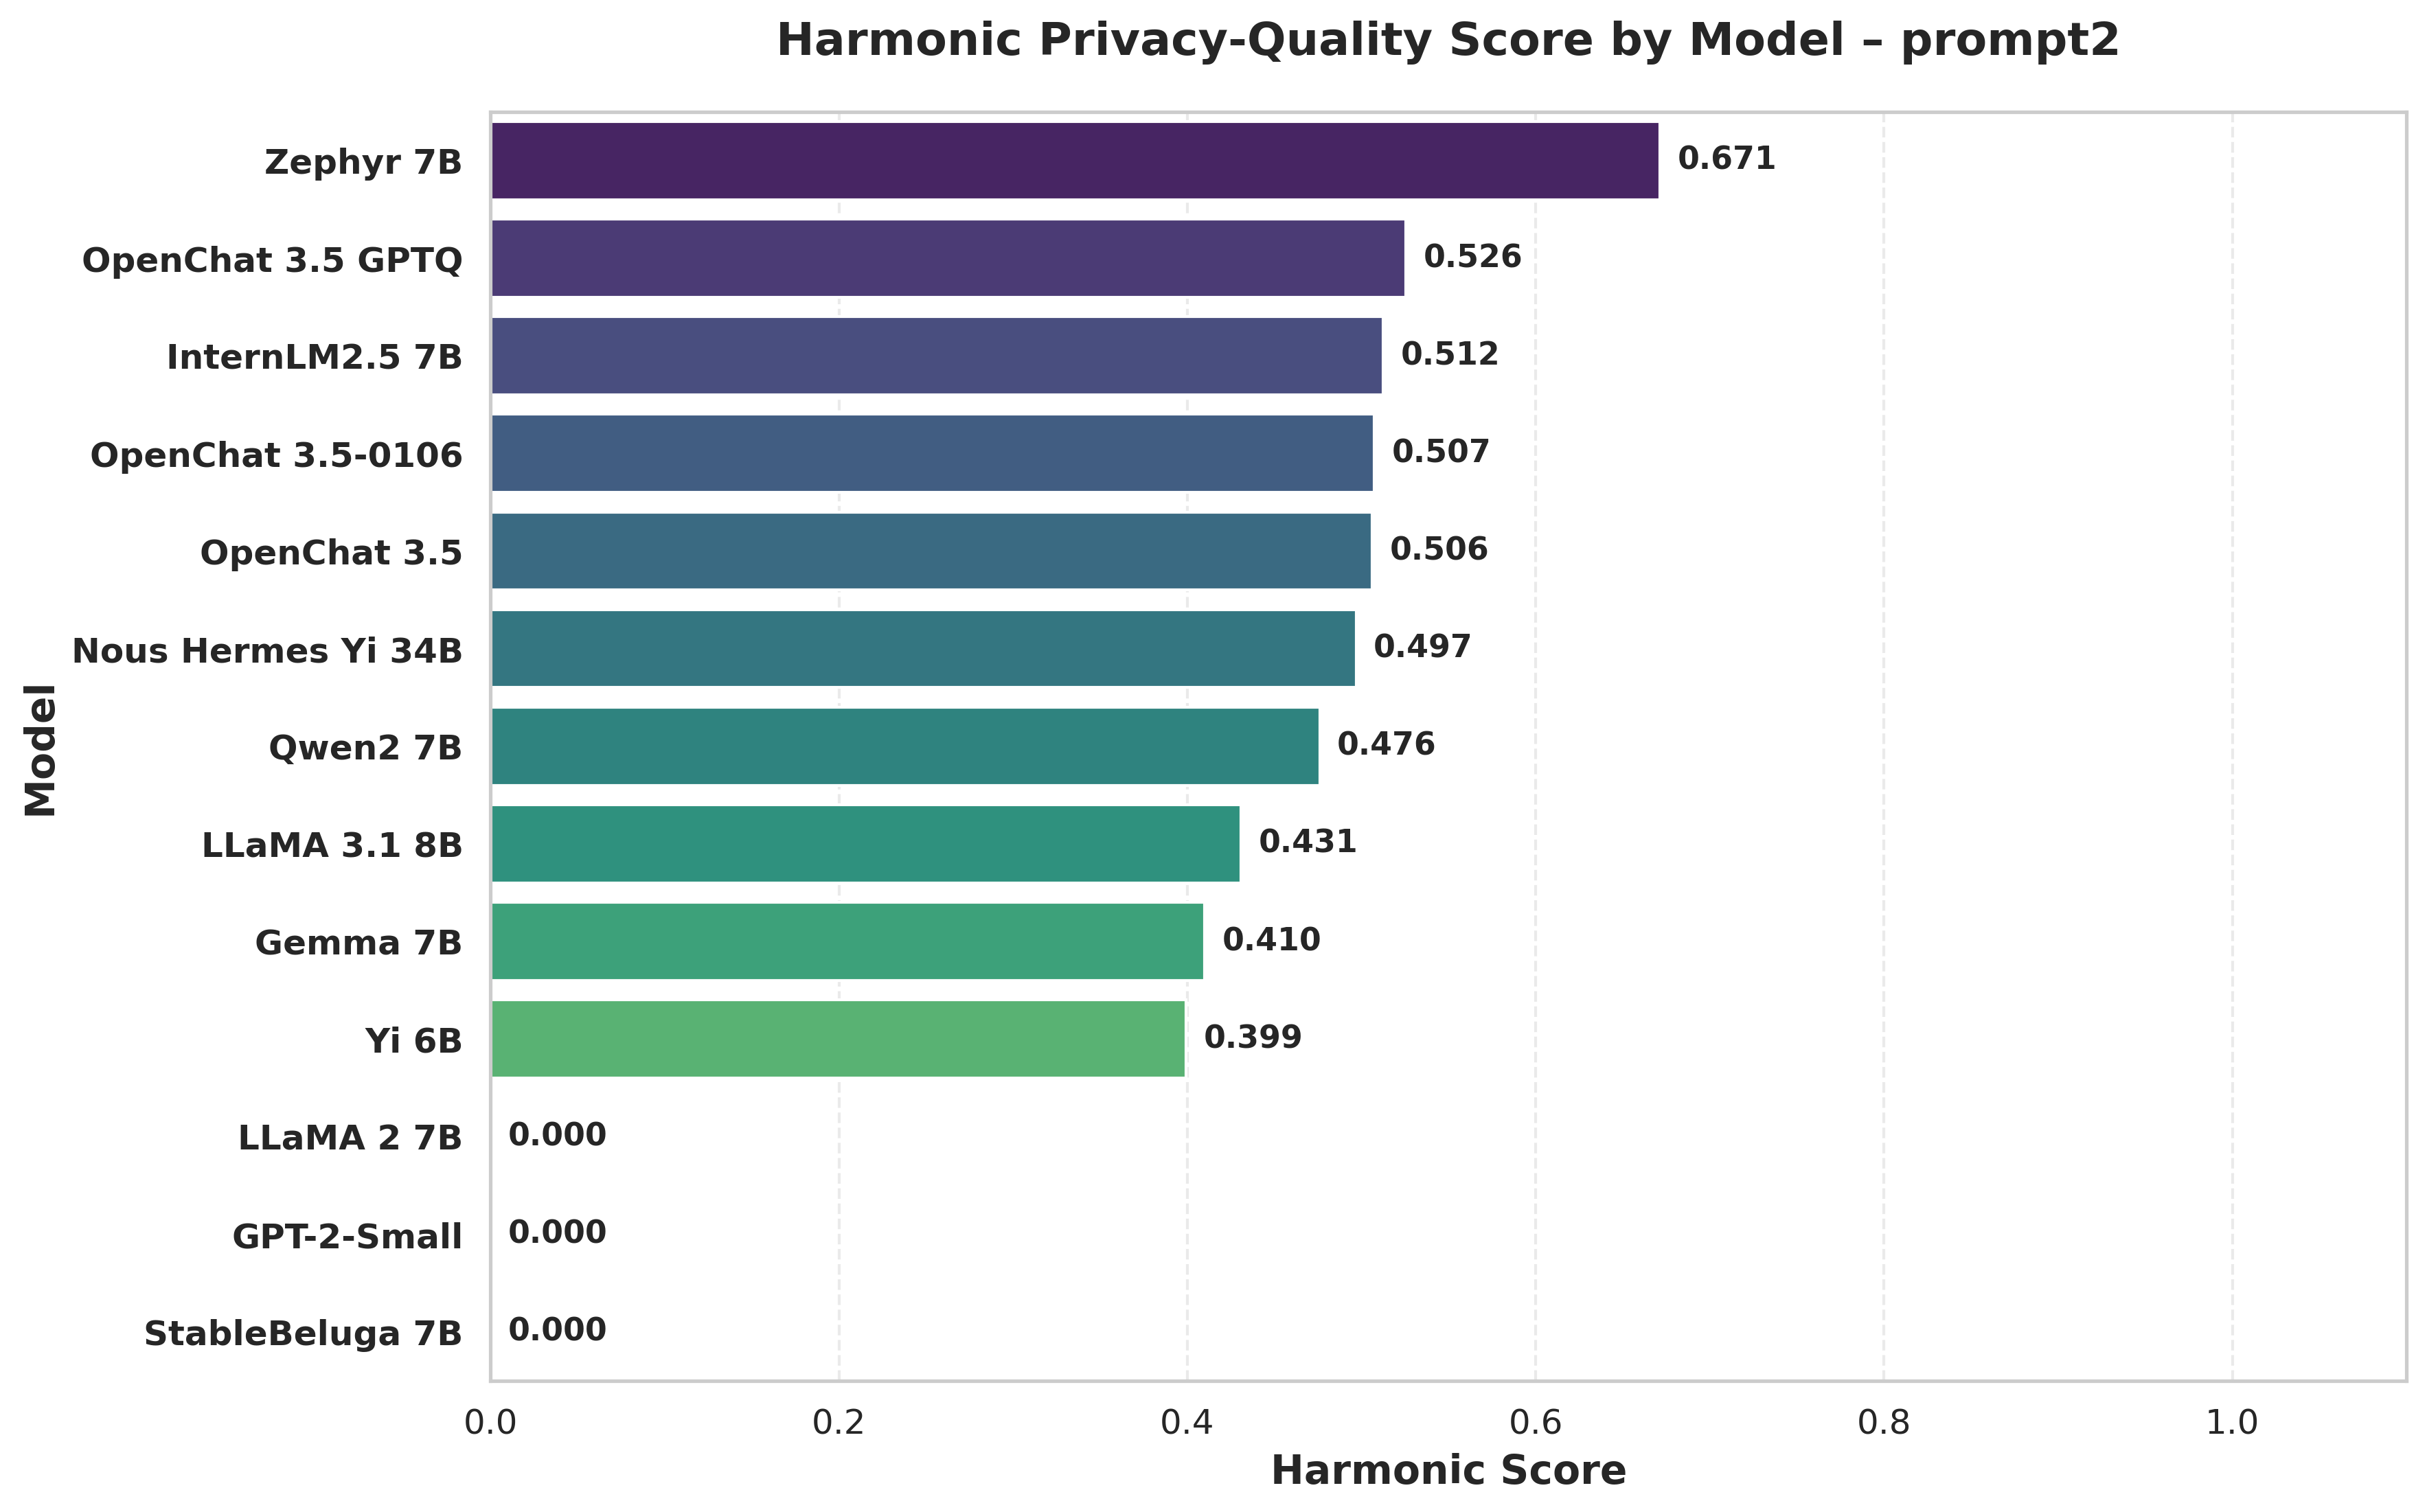 Harmonic Privacy-Quality Score by Model – prompt2
Model
Zephyr 7B 0.671
OpenChat 3.5 GPTQ 0.526
InternLM2.5 7B 0.512
OpenChat 3.5-0106 0.507
OpenChat 3.5 0.506
Nous Hermes Yi 34B 0.497
Qwen2 7B 0.476
LLaMA 3.1 8B 0.431
Gemma 7B 0.410
Yi 6B 0.399
LLaMA 2 7B 0.000
GPT-2-Small 0.000
StableBeluga 7B 0.000
0.0 0.2 0.4 0.6 0.8 1.0
Harmonic Score